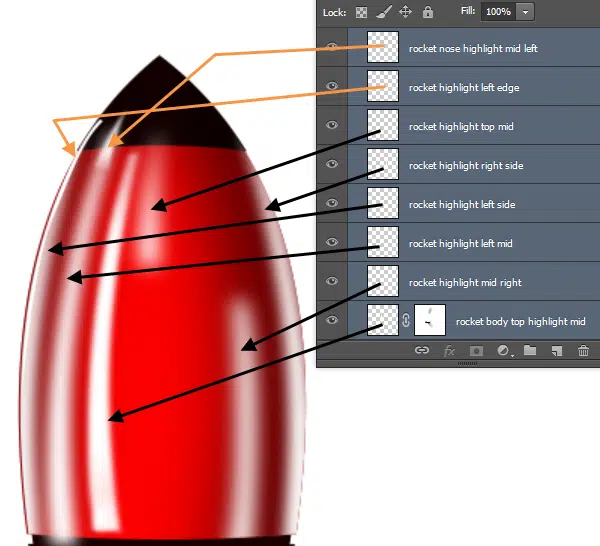 Lock: Fill: 100%
rocket nose highlight mid left
rocket highlight left edge
rocket highlight top mid
rocket highlight right side
rocket highlight left side
rocket highlight left mid
rocket highlight mid right
rocket body top highlight mid
fx